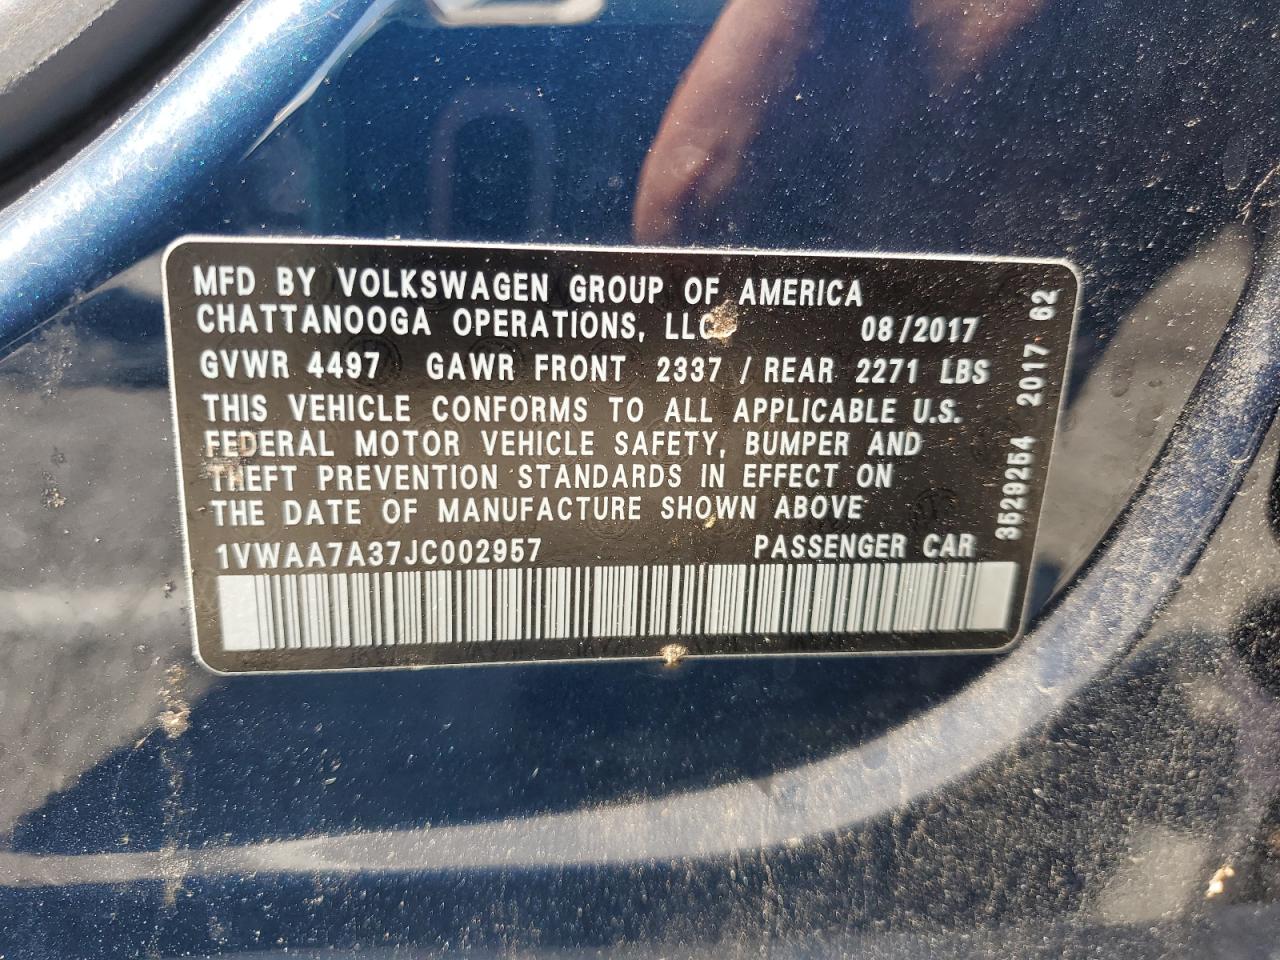 MFD BY VOLKSWAGEN GROUP OF AMERICA
CHATTANOOGA OPERATIONS, LLC 08/2017
GVWR 4497 GAWR FRONT 2337 / REAR 2271 LBS
THIS VEHICLE CONFORMS TO ALL APPLICABLE U.S.
FEDERAL MOTOR VEHICLE SAFETY, BUMPER AND
THEFT PREVENTION STANDARDS IN EFFECT ON
THE DATE OF MANUFACTURE SHOWN ABOVE
1VWAA7A37JC002957 PASSENGER CAR
3529254 2017 62